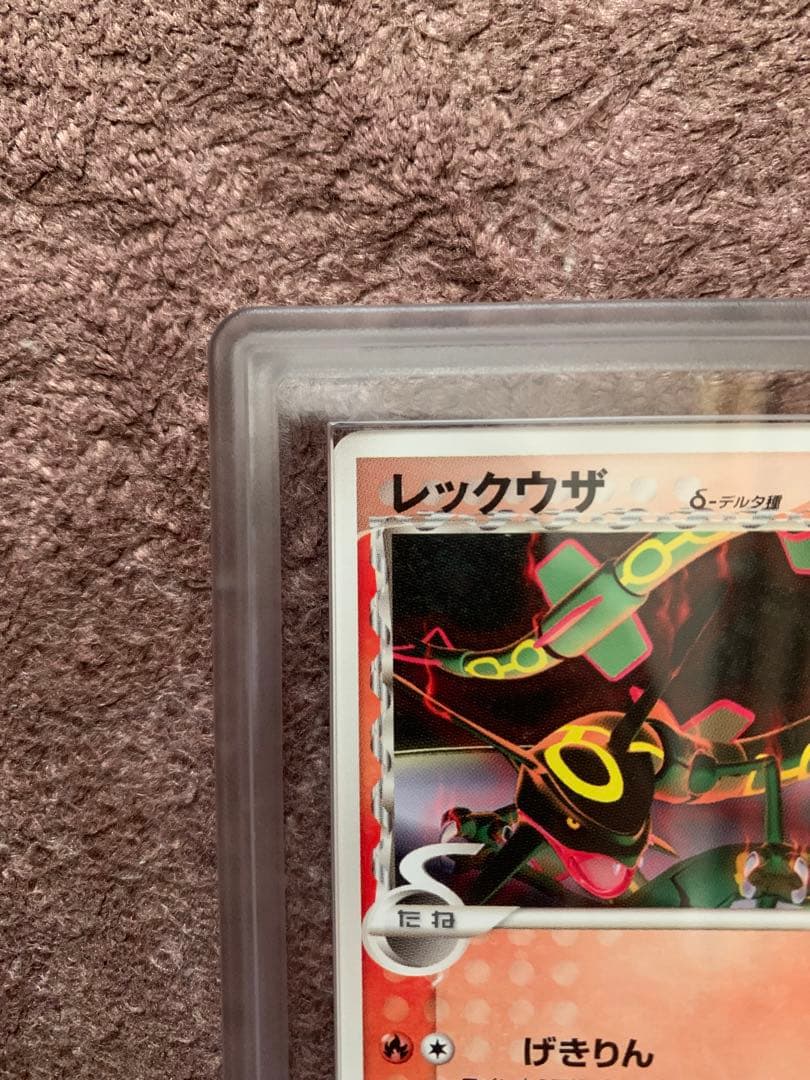 レックウザ δ-デルタ種
δ
たね
げきりん